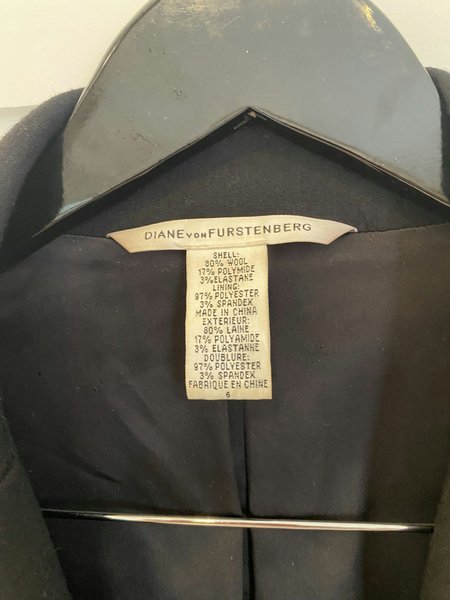 DIANE VON FURSTENBERG
SHELL:
80% WOOL
17% POLYMIDE
3% ELASTANE
LINING:
97% POLYESTER
3% SPANDEX
MADE IN CHINA
EXTERIEUR:
80% LAINE
17% POLYAMIDE
3% ELASTANNE
DOUBLURE:
97% POLYESTER
3% SPANDEX
FABRIQUE EN CHINE
6